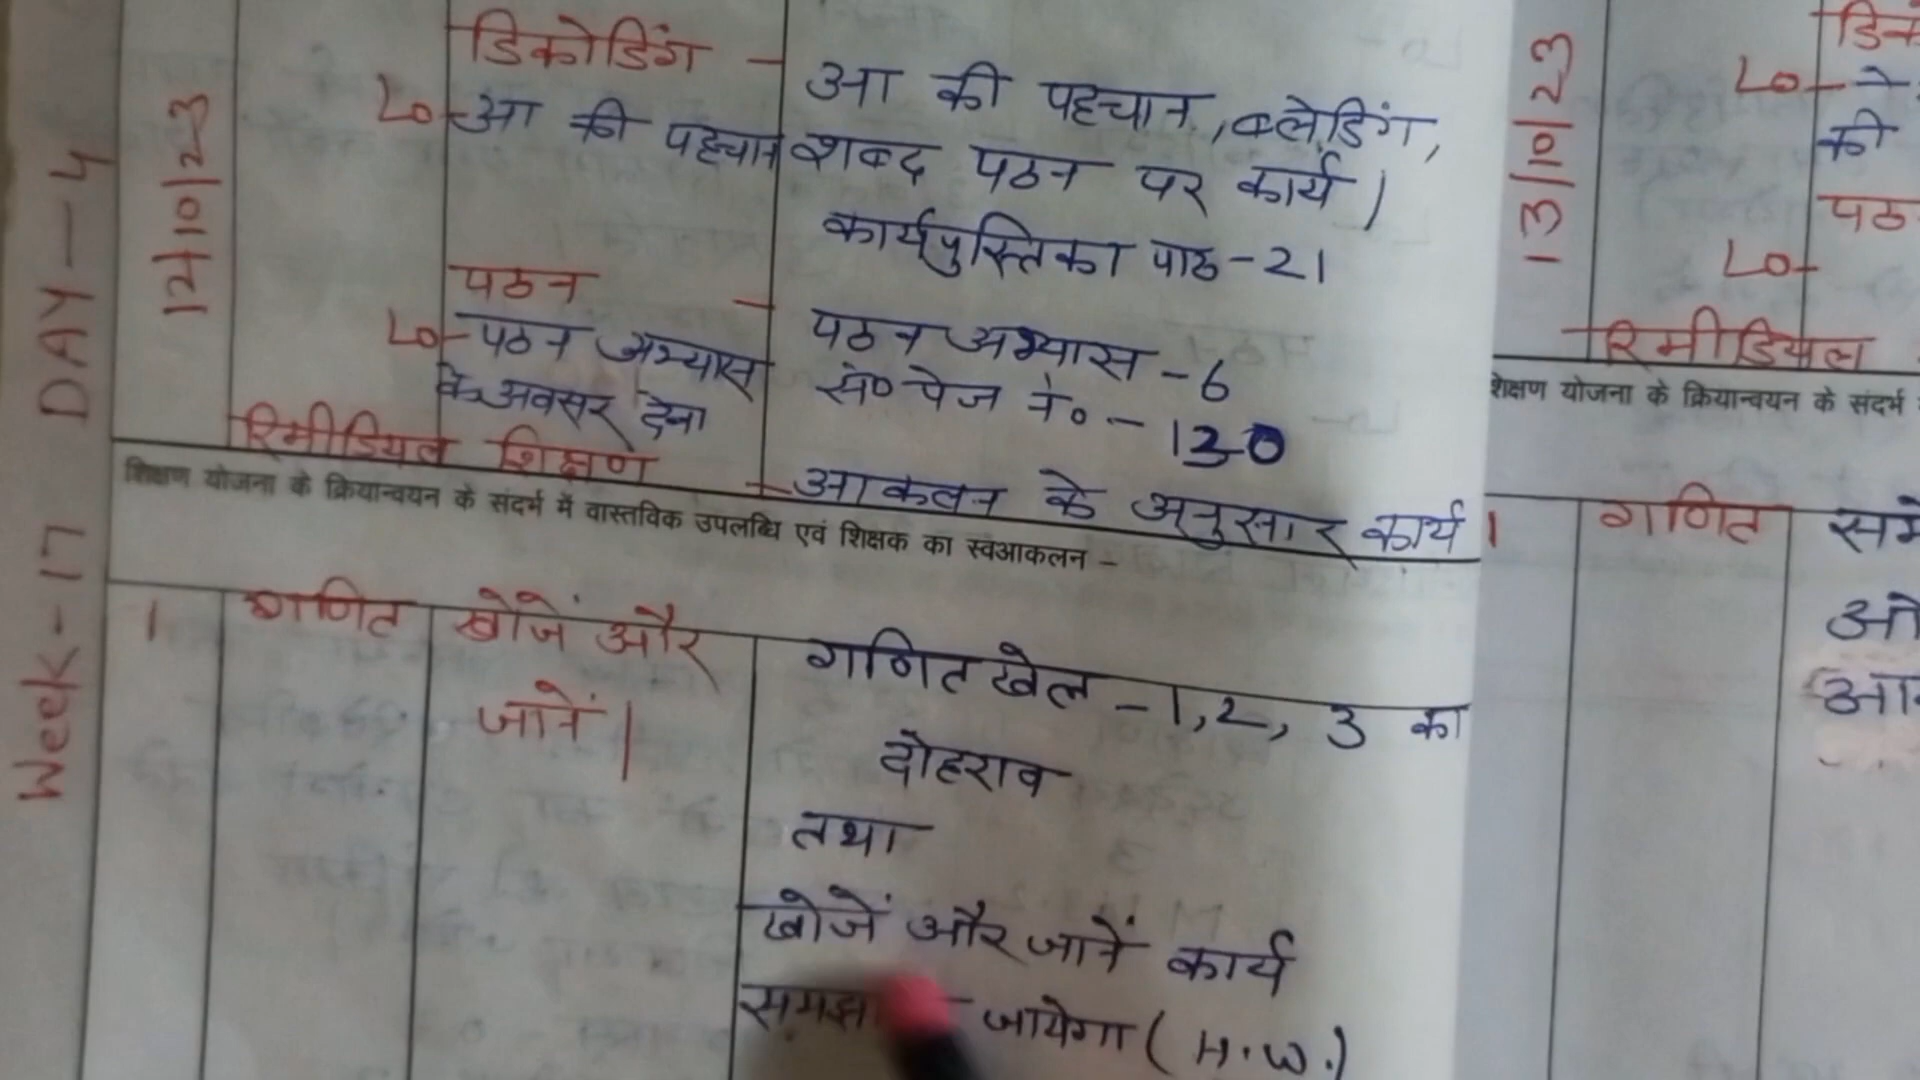 Week-17 DAY-4
12/10/23
डिकोडिंग -
LO-आ की पहचान
आ की पहचान, ब्लेडिंग,
शब्द पठन पर कार्य।
कार्यपुस्तिका पाठ-21
पठन -
LO-पठन अभ्यास
के अवसर देना
पठन अभ्यास -6
सं० पेज नं०-130
रिमीडियल शिक्षण - आकलन के अनुसार कार्य।
शिक्षण योजना के क्रियान्वयन के संदर्भ में वास्तविक उपलब्धि एवं शिक्षक का स्वआकलन -
1 गणित खोजें और
जानें।
गणित खेल -1,2, 3 का
दोहराव
तथा
खोजें और जानें कार्य
जायेगा (H.W.)
13/10/23
LO-
की
LO-
रिमीडियल
शिक्षण योजना के क्रियान्वयन के संदर्भ
1 गणित